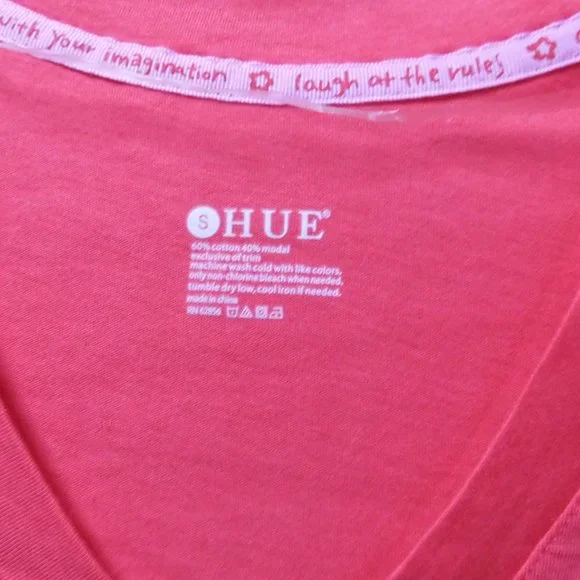 with your imagination ✿ laugh at the rules ✿
S HUE®
60% cotton 40% modal
exclusive of trim
machine wash cold with like colors,
only non-chlorine bleach when needed,
tumble dry low, cool iron if needed.
made in china
RN 62856